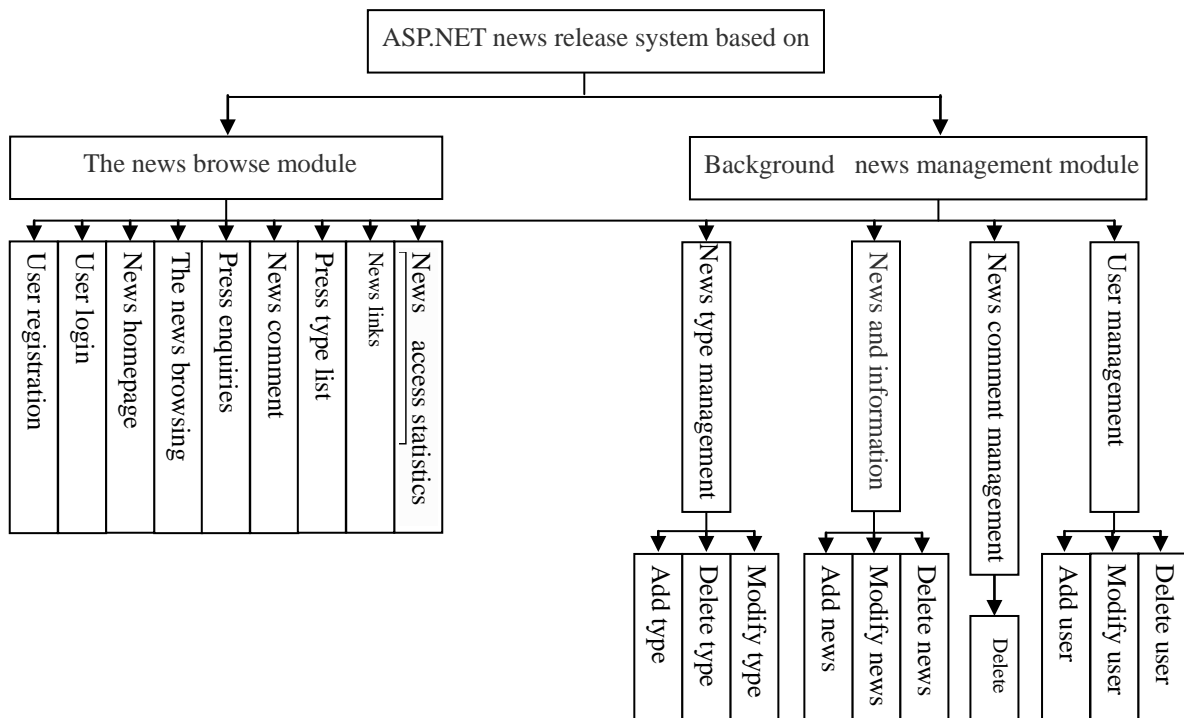 ASP.NET news release system based on
The news browse module
Background news management module
User registration
User login
News homepage
The news browsing
Press enquiries
News comment
Press type list
News links
News access statistics
News type management
News and information
News comment management
User management
Add type
Delete type
Modify type
Add news
Modify news
Delete news
Delete
Add user
Modify user
Delete user